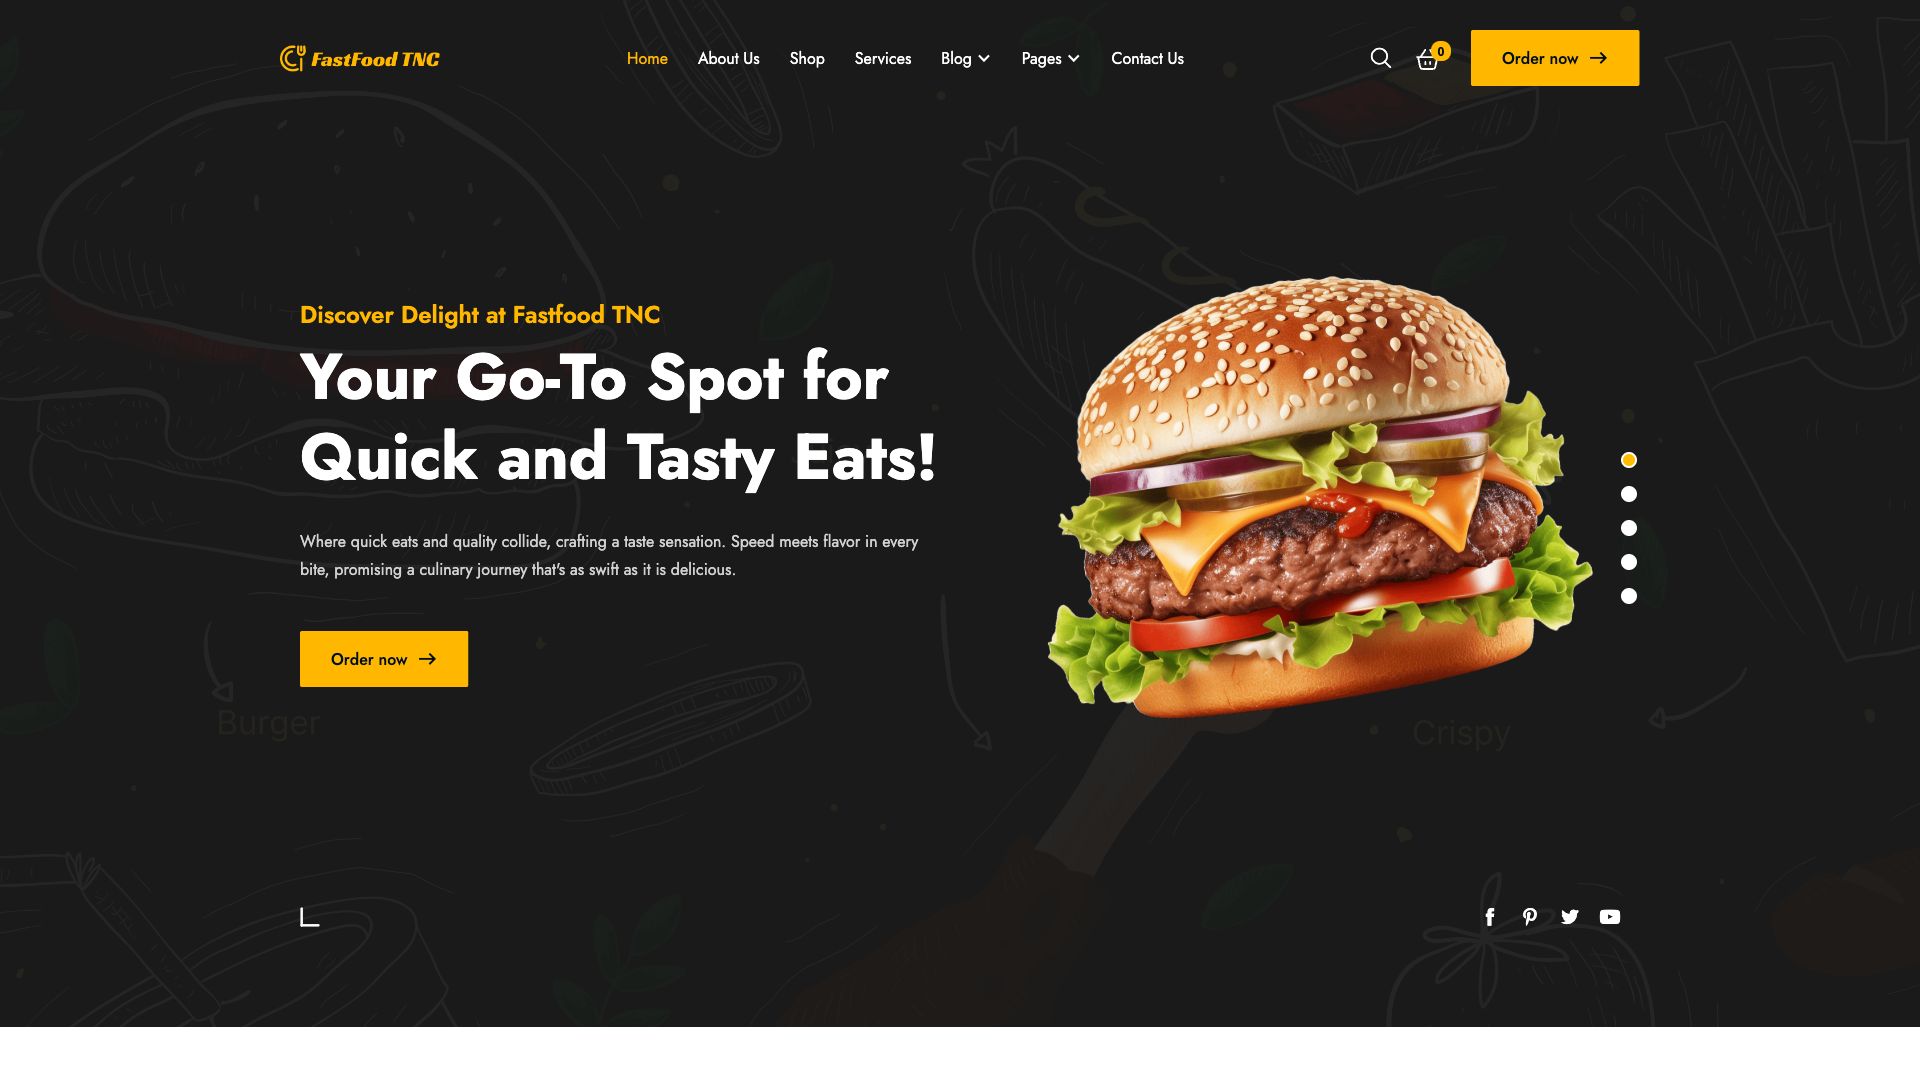 FastFood TNC
Home
About Us
Shop
Services
Blog
Pages
Contact Us
0
Order now
Discover Delight at Fastfood TNC
Your Go-To Spot for
Quick and Tasty Eats!
Where quick eats and quality collide, crafting a taste sensation. Speed meets flavor in every
bite, promising a culinary journey that's as swift as it is delicious.
Order now
Burger
Crispy